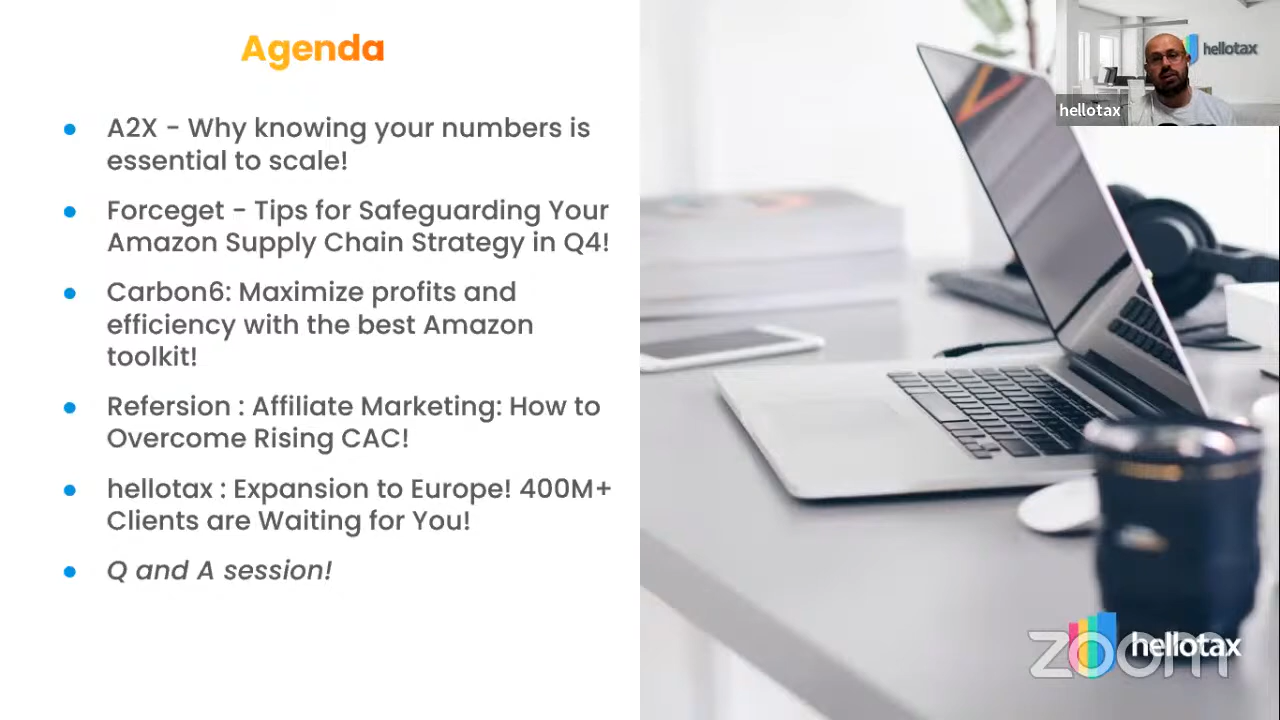 Agenda
A2X - Why knowing your numbers is
essential to scale!
Forceget - Tips for Safeguarding Your
Amazon Supply Chain Strategy in Q4!
Carbon6: Maximize profits and
efficiency with the best Amazon
toolkit!
Refersion : Affiliate Marketing: How to
Overcome Rising CAC!
hellotax : Expansion to Europe! 400M+
Clients are Waiting for You!
Q and A session!
hellotax
hellotax
zoom
hellotax